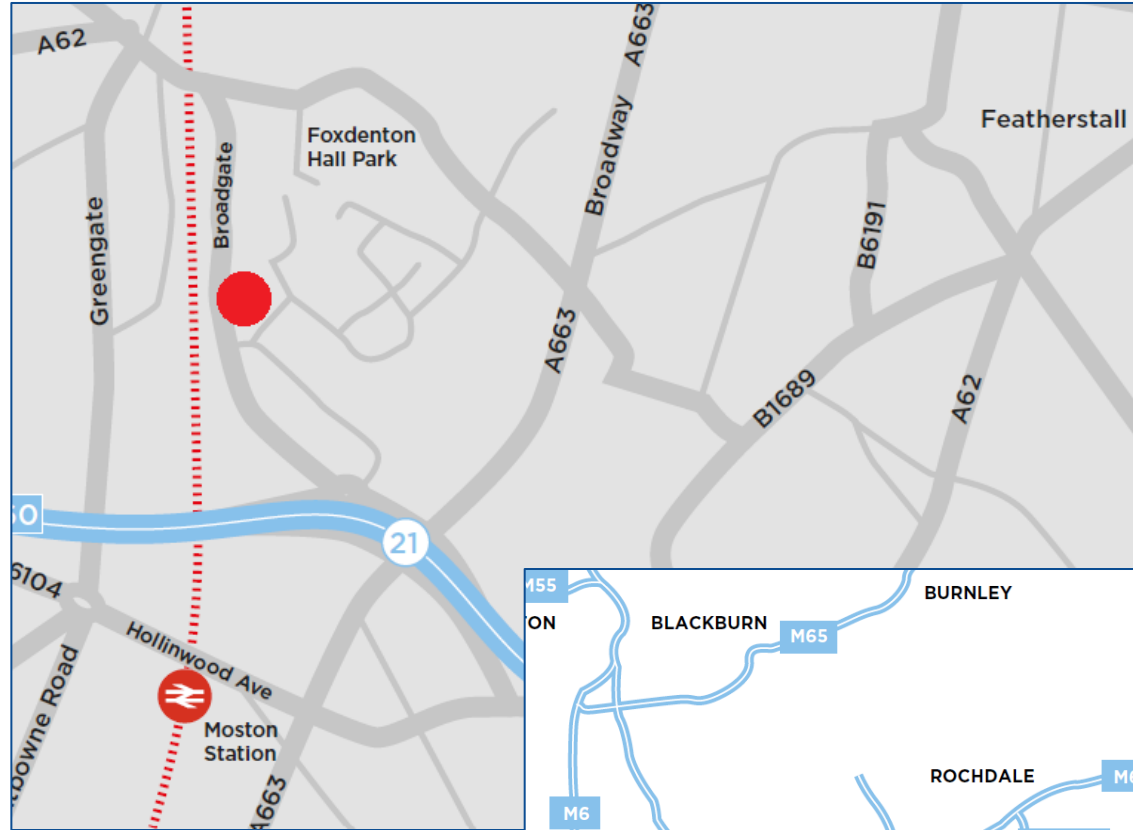 A62
A663
Broadway
Featherstall
Foxdenton
Hall Park
Broadgate
Greengate
B6191
A663
B1689
A62
21
Hollinwood Ave
Moston
Station
A663
Road
M55
BURNLEY
BLACKBURN
M65
ROCHDALE
M6